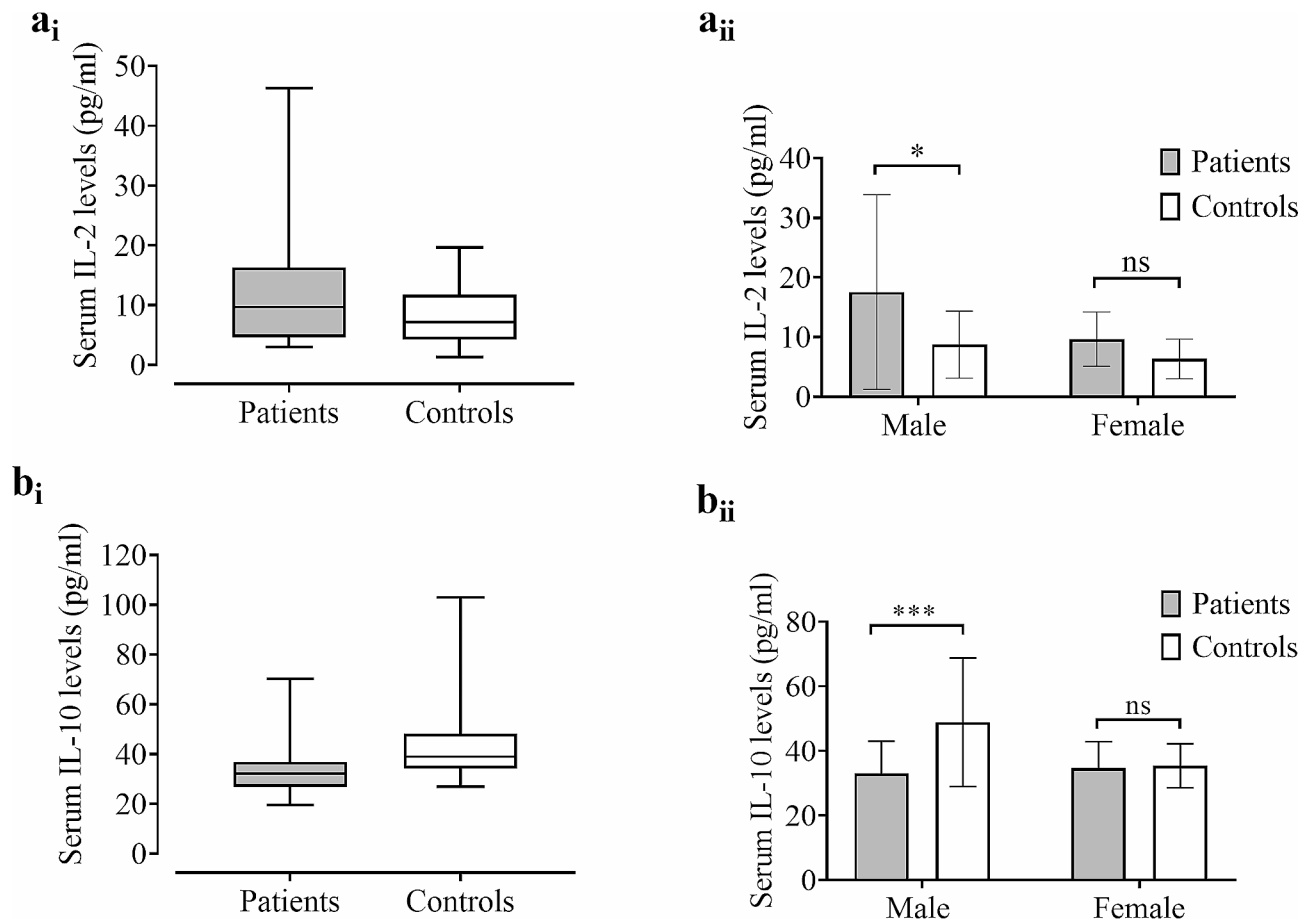 ai
Serum IL-2 levels (pg/ml)
50
40
30
20
10
0
Patients
Controls
aii
Serum IL-2 levels (pg/ml)
40
30
20
10
0
*
ns
Patients
Controls
Male
Female
bi
Serum IL-10 levels (pg/ml)
120
100
80
60
40
20
0
Patients
Controls
bii
Serum IL-10 levels (pg/ml)
80
60
40
20
0
***
ns
Patients
Controls
Male
Female